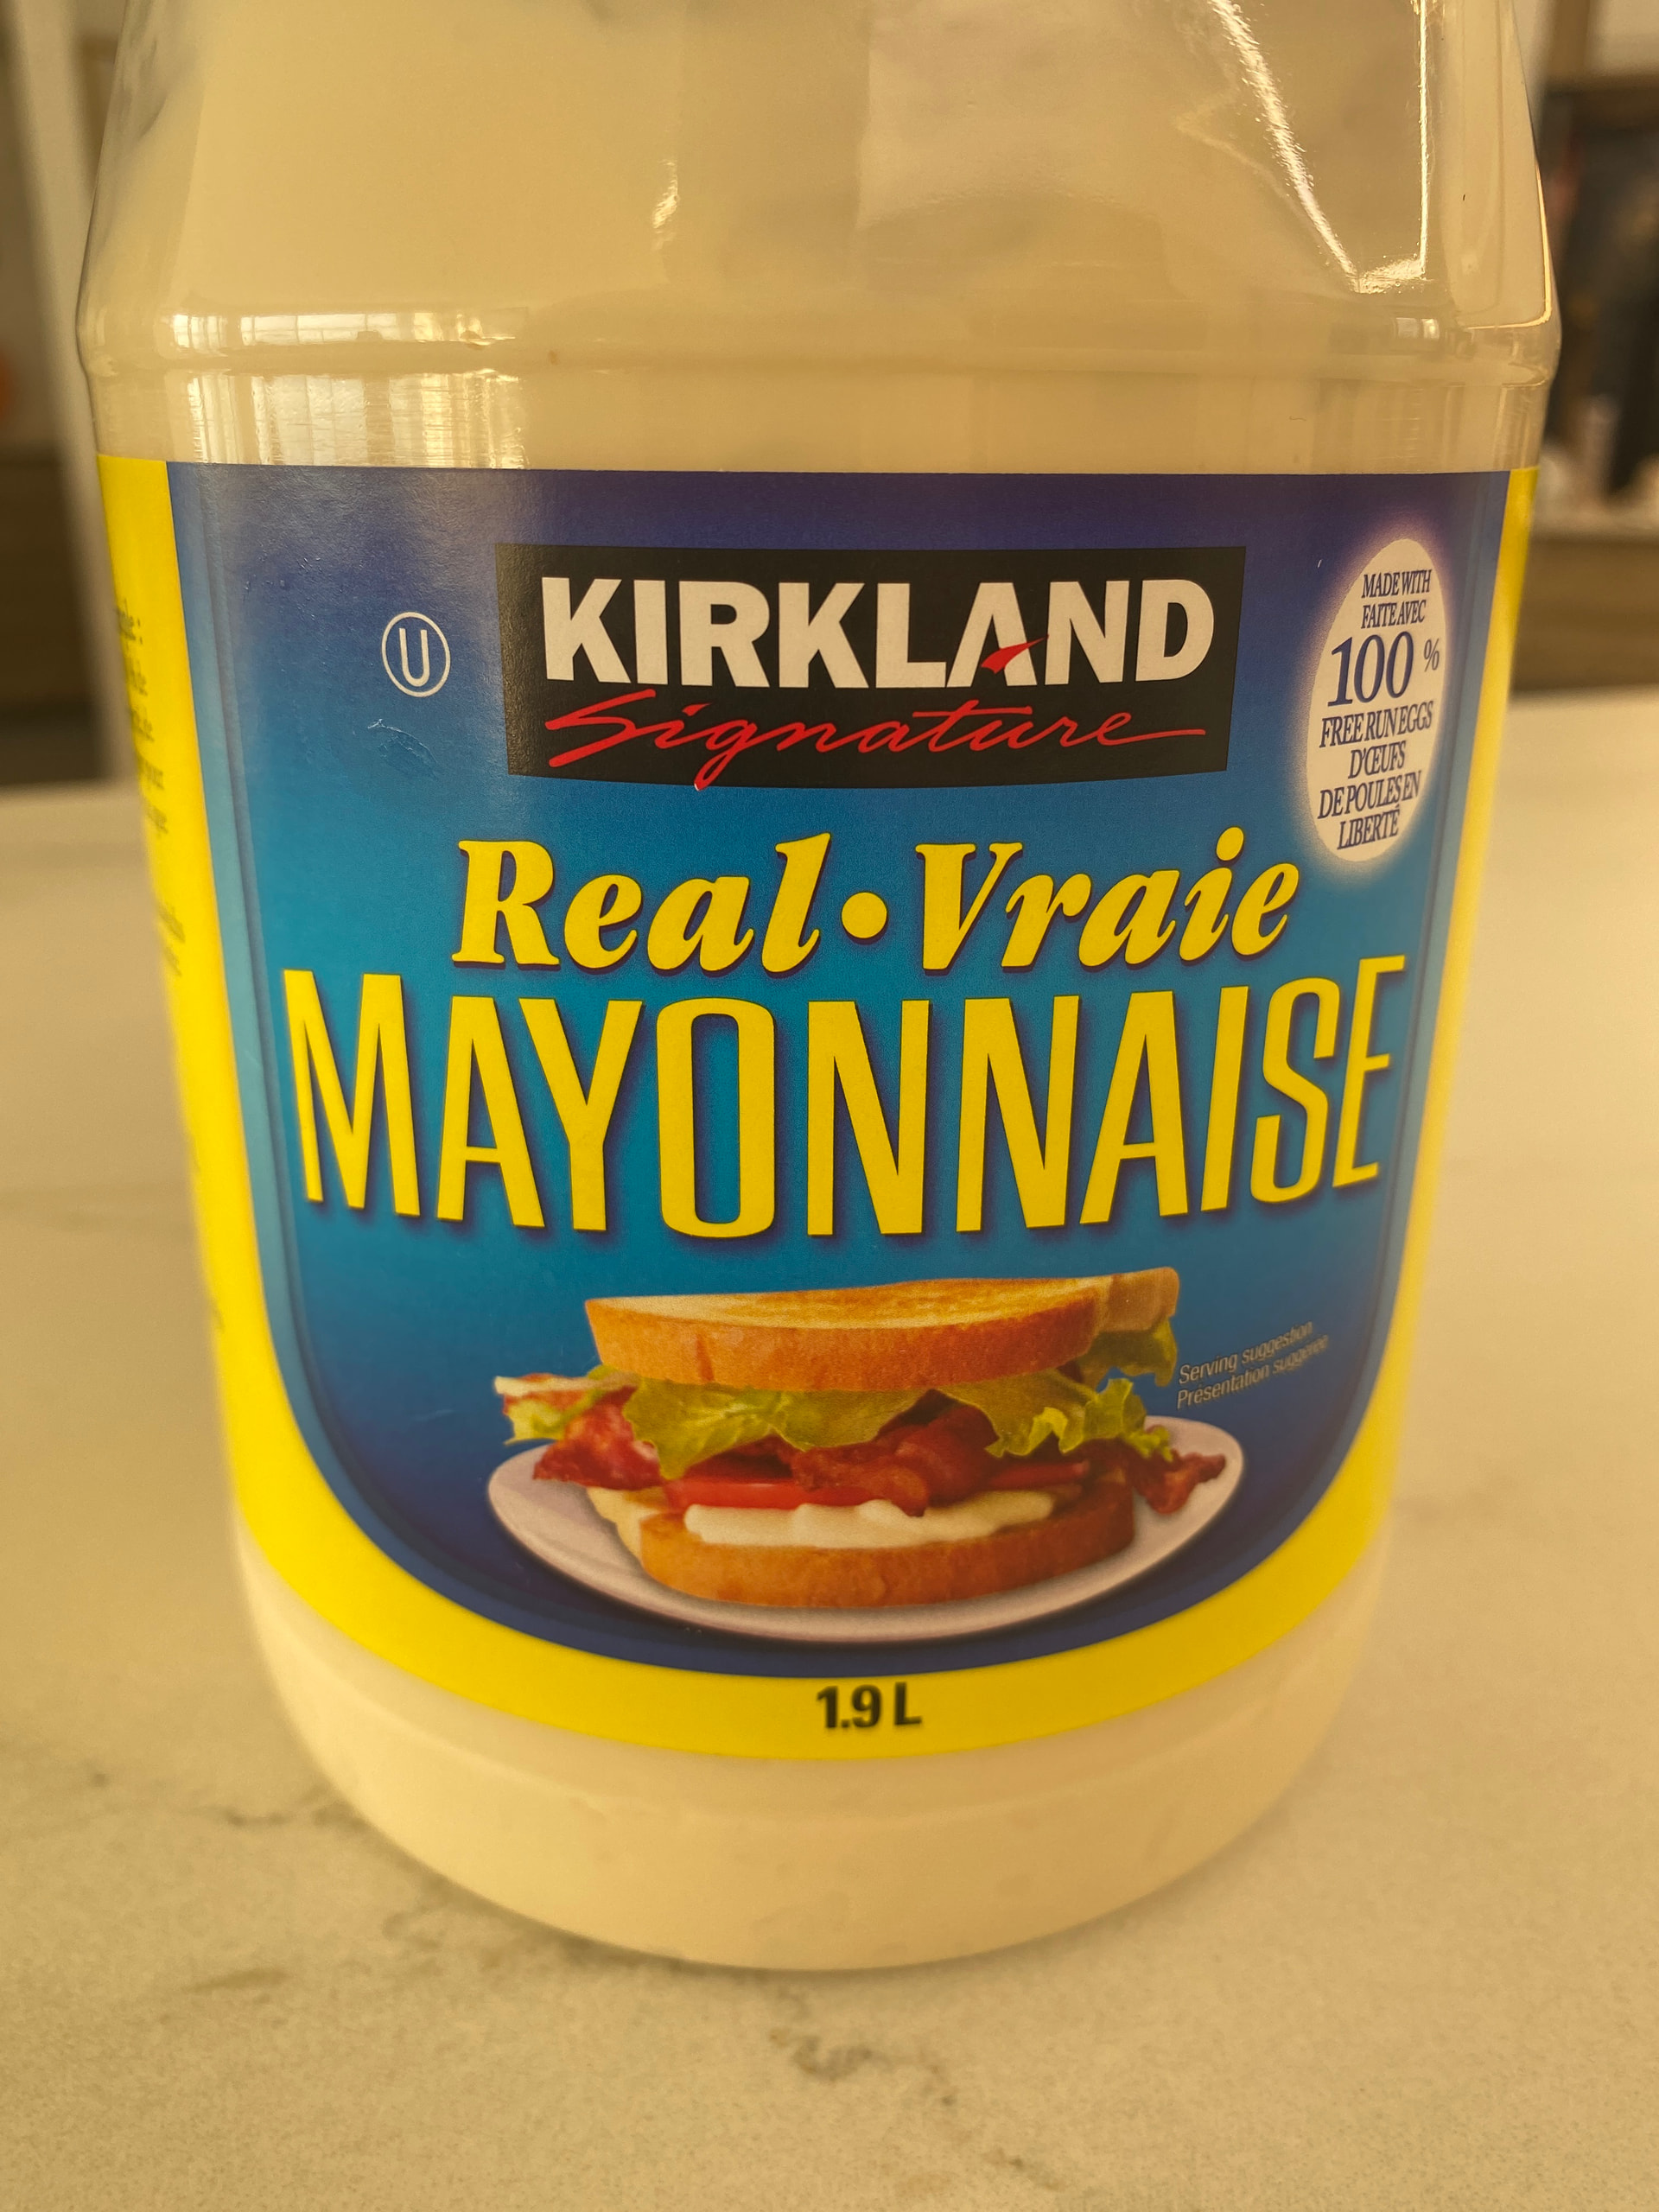 U
KIRKLAND
Signature
MADE WITH
FAITE AVEC
100 %
FREE RUN EGGS
D'ŒUFS
DE POULES EN
LIBERTÉ
Real • Vraie
MAYONNAISE
Serving suggestion
Présentation suggérée
1.9 L